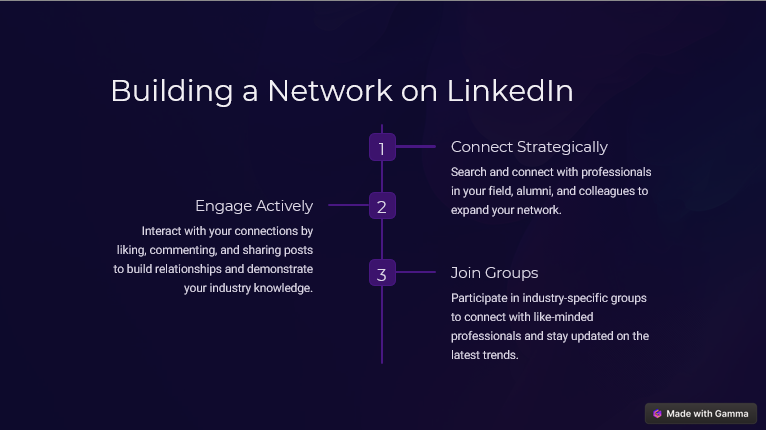 Building a Network on LinkedIn
1
Connect Strategically
Search and connect with professionals
in your field, alumni, and colleagues to
expand your network.
2
Engage Actively
Interact with your connections by
liking, commenting, and sharing posts
to build relationships and demonstrate
your industry knowledge.
3
Join Groups
Participate in industry-specific groups
to connect with like-minded
professionals and stay updated on the
latest trends.
Made with Gamma